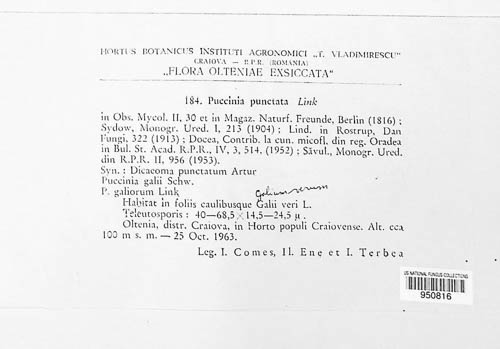 HORTUS BOTANICUS INSTITUTI AGRONOMICI „T. VLADIMIRESCU"
CRAIOVA — R.P.R. (ROMÂNIA)
„FLORA OLTENIAE EXSICCATA"
184. Puccinia punctata Link
in Obs. Mycol. II, 30 et in Magaz. Naturf. Freunde, Berlin (1816) ;
Sydow, Monogr. Ured. I, 213 (1904) ; Lind. in Rostrup, Dan
Fungi, 322 (1913) ; Docea, Contrib. la cun. micofl. din reg. Oradea
in Bul. St. Acad. R.P.R., IV, 3, 514, (1952) ; Săvul., Monogr. Ured.
din R.P.R. II, 956 (1953).
Syn. : Dicaeoma punctatum Artur
Puccinia galii Schw.
P. galiorum Link
Galium verum
Habitat in foliis caulibusque Galii veri L.
Teleutosporis : 40—68,5 × 14,5—24,5 µ .
Oltenia, distr. Craiova, in Horto populi Craiovense. Alt. cca
100 m s. m. — 25 Oct. 1963.
Leg. I. Comes, Il. Ene et I. Terbea
US NATIONAL FUNGUS COLLECTIONS
950816